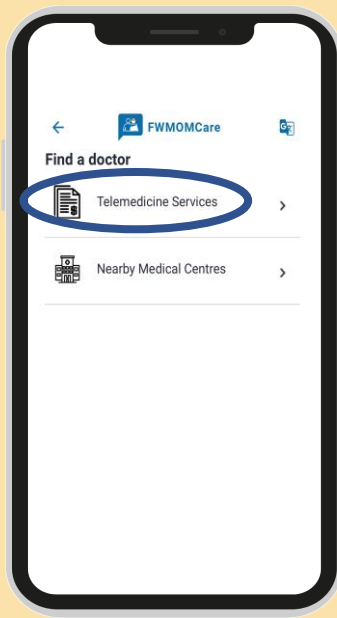 FWMOMCare
Find a doctor
Telemedicine Services
Nearby Medical Centres